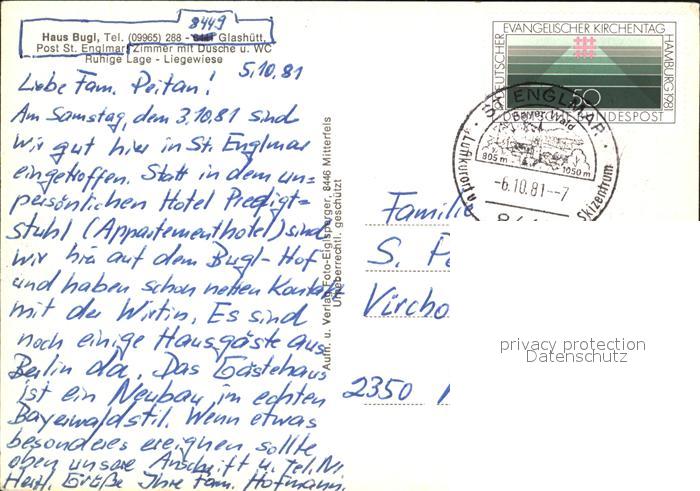 8449
Haus Bugl, Tel. (09965) 288 - 8441 Glashütt,
Post St. Englmar, Zimmer mit Dusche u. WC
Ruhige Lage - Liegewiese
5.10.81
Liebe Fam. Peitan!
Am Samstag, dem 3.10.81 sind
wir gut hier in St. Englmar
eingetroffen. Statt in dem un=
persönlichen Hotel Predigt=
stuhl (Appartementhotel) sind
wir hier auf dem Bugl-Hof
und haben schon netten Kontakt
mit der Wirtin. Es sind
noch einige Hausgäste aus
Berlin da. Das Gästehaus
ist ein Neubau im echten
Bayerwaldstil. Wenn etwas
besonderes ereignen sollte
oben unsere Anschrift u. Tel. Nr.
Herzl. Grüße Ihre Fam. Hofmann.
Aufn. u. Verlag Foto-Eiglsperger, 8446 Mitterfels
Urheberrechtl. geschützt
DEUTSCHER EVANGELISCHER KIRCHENTAG HAMBURG 1981
50
DEUTSCHE BUNDESPOST
ST. ENGLMAR
Bayer. Wald
805 m 1050 m
-6.10.81--7
Luftkurort Skizentrum
Familie
S. Pe
Vircho
2350
privacy protection
Datenschutz